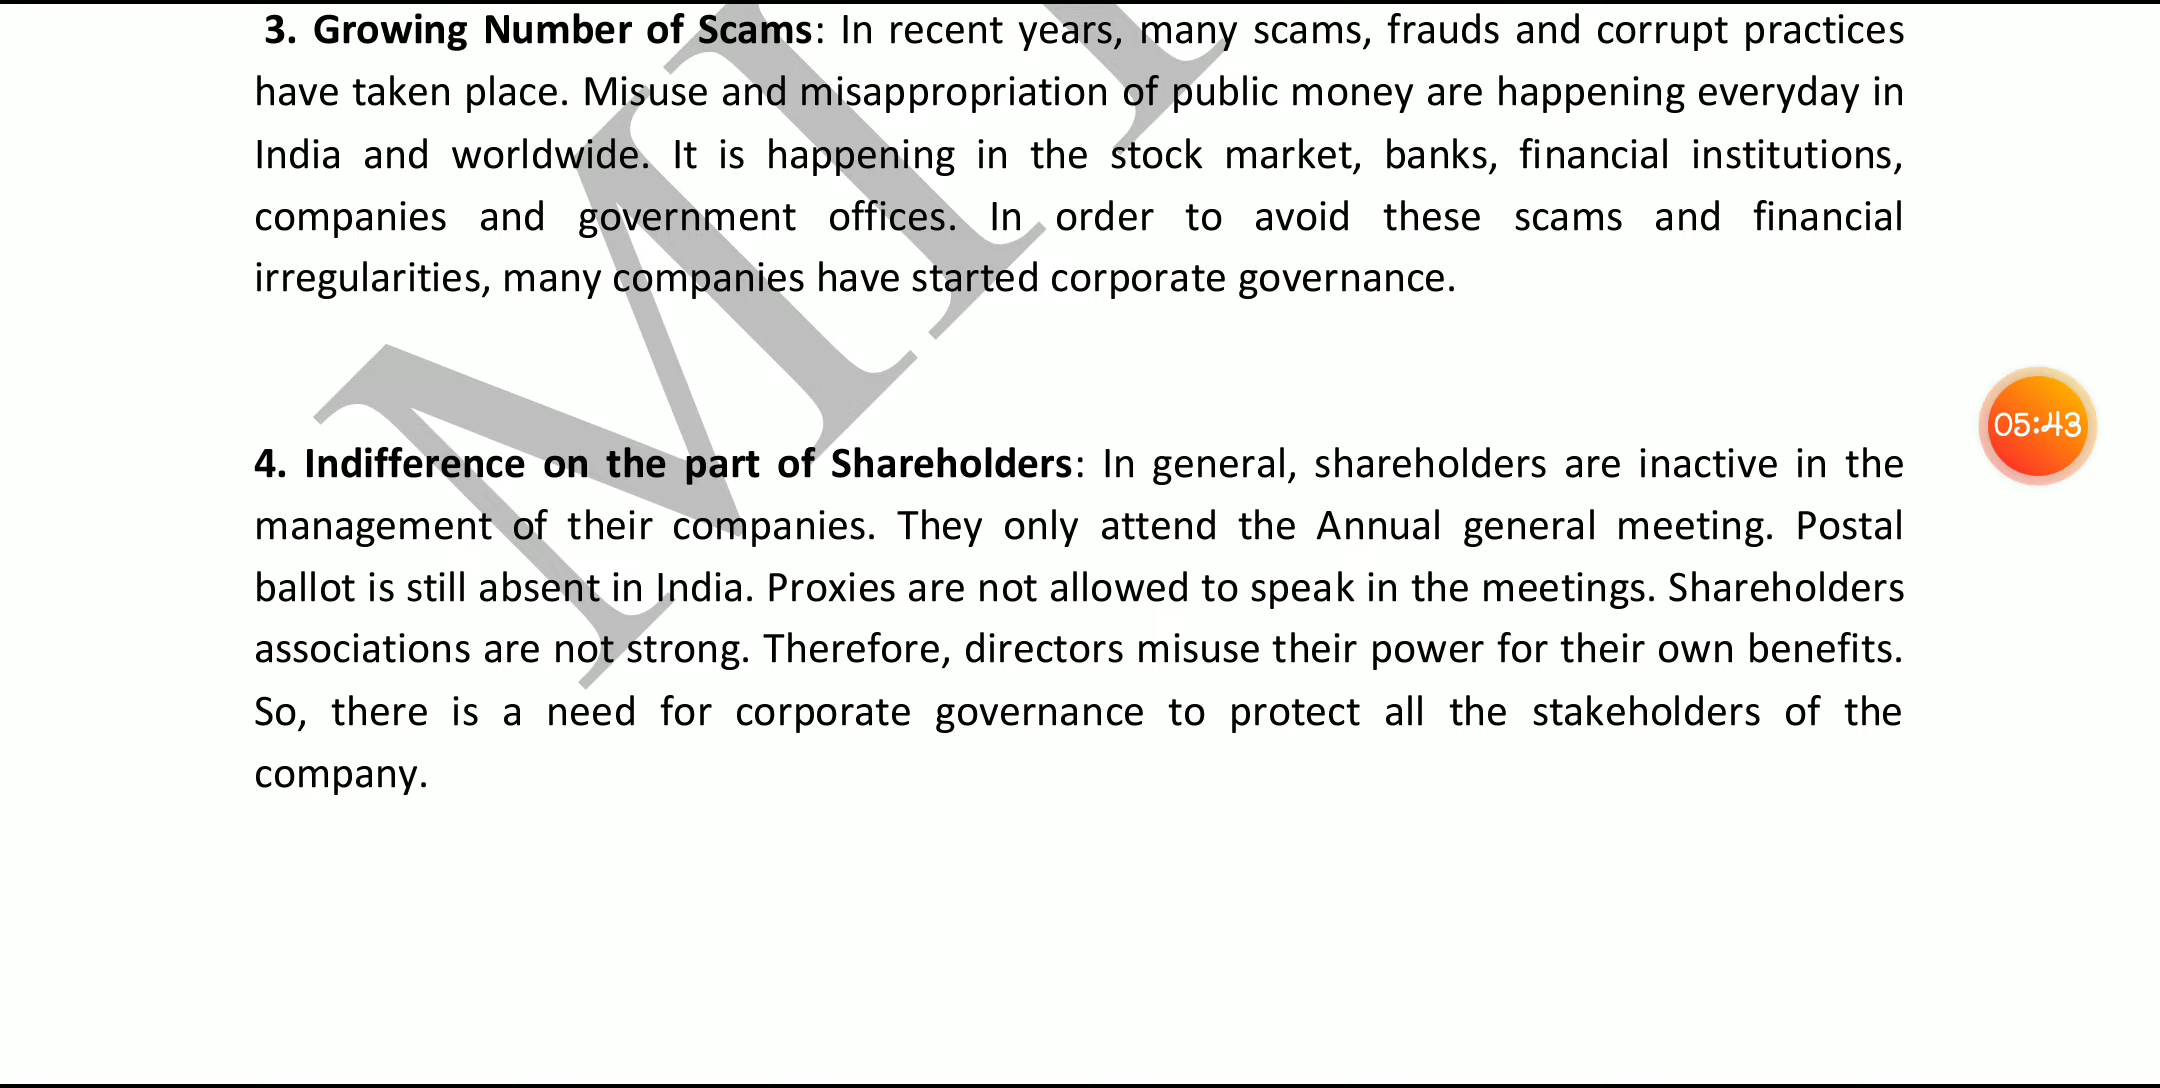 3. Growing Number of Scams: In recent years, many scams, frauds and corrupt practices
have taken place. Misuse and misappropriation of public money are happening everyday in
India and worldwide. It is happening in the stock market, banks, financial institutions,
companies and government offices. In order to avoid these scams and financial
irregularities, many companies have started corporate governance.
05:43
4. Indifference on the part of Shareholders: In general, shareholders are inactive in the
management of their companies. They only attend the Annual general meeting. Postal
ballot is still absent in India. Proxies are not allowed to speak in the meetings. Shareholders
associations are not strong. Therefore, directors misuse their power for their own benefits.
So, there is a need for corporate governance to protect all the stakeholders of the
company.